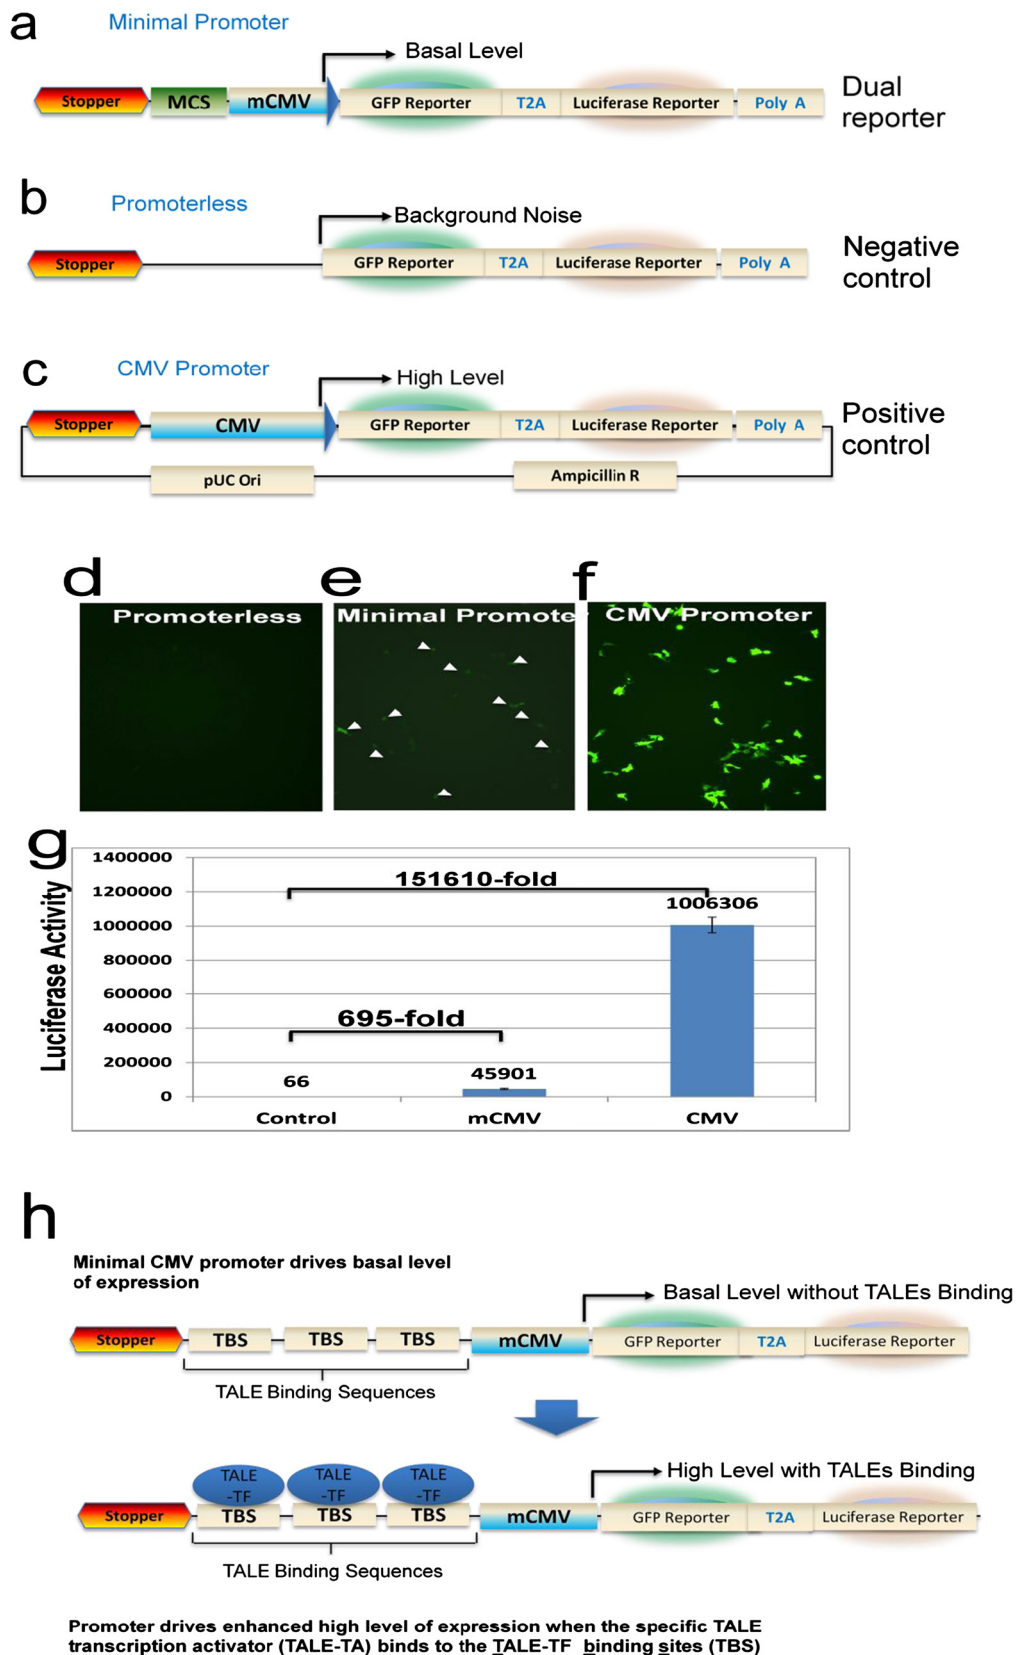 a
Minimal Promoter
Basal Level
Stopper MCS mCMV GFP Reporter T2A Luciferase Reporter Poly A
Dual
reporter
b
Promoterless
Background Noise
Stopper GFP Reporter T2A Luciferase Reporter Poly A
Negative
control
c
CMV Promoter
High Level
Stopper CMV GFP Reporter T2A Luciferase Reporter Poly A
Positive
control
pUC Ori Ampicillin R
d e f
Promoterless Minimal Promoter CMV Promoter
g
Luciferase Activity
1400000
1200000
1000000
800000
600000
400000
200000
0
151610-fold
1006306
695-fold
45901
66
Control mCMV CMV
h
Minimal CMV promoter drives basal level
of expression
Basal Level without TALEs Binding
Stopper TBS TBS TBS mCMV GFP Reporter T2A Luciferase Reporter
TALE Binding Sequences
TALE TALE TALE
-TF -TF -TF
High Level with TALEs Binding
Stopper TBS TBS TBS mCMV GFP Reporter T2A Luciferase Reporter
TALE Binding Sequences
Promoter drives enhanced high level of expression when the specific TALE
transcription activator (TALE-TA) binds to the TALE-TF binding sites (TBS)